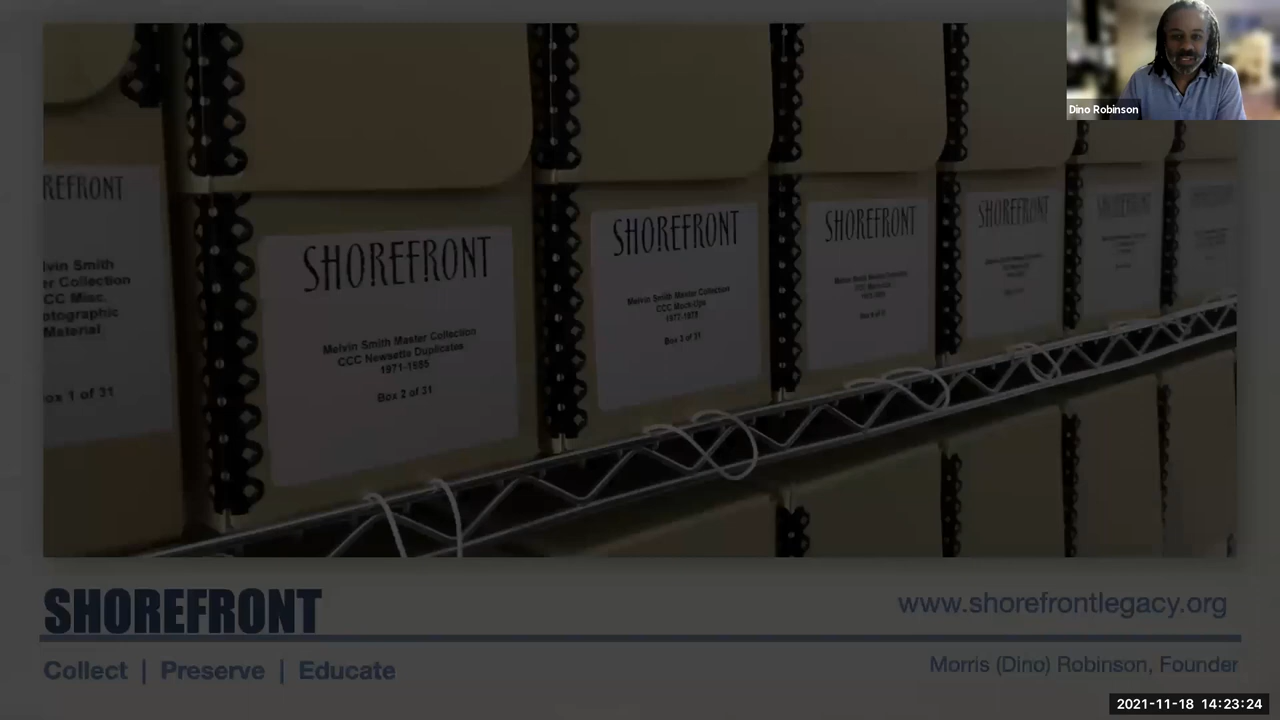 Dino Robinson
REFRONT
lvin Smith
er Collection
CC Misc.
otographic
Material
ox 1 of 31
SHOREFRONT
Melvin Smith Master Collection
CCC Newsetts Duplicates
1971-1985
Box 2 of 31
SHOREFRONT
Melvin Smith Master Collection
CCC Mock-Ups
1977-1978
Box 3 of 31
SHOREFRONT
SHOREFRONT
SHOREFRONT
SHOREFRONT
www.shorefrontlegacy.org
Collect | Preserve | Educate
Morris (Dino) Robinson, Founder
2021-11-18 14:23:24